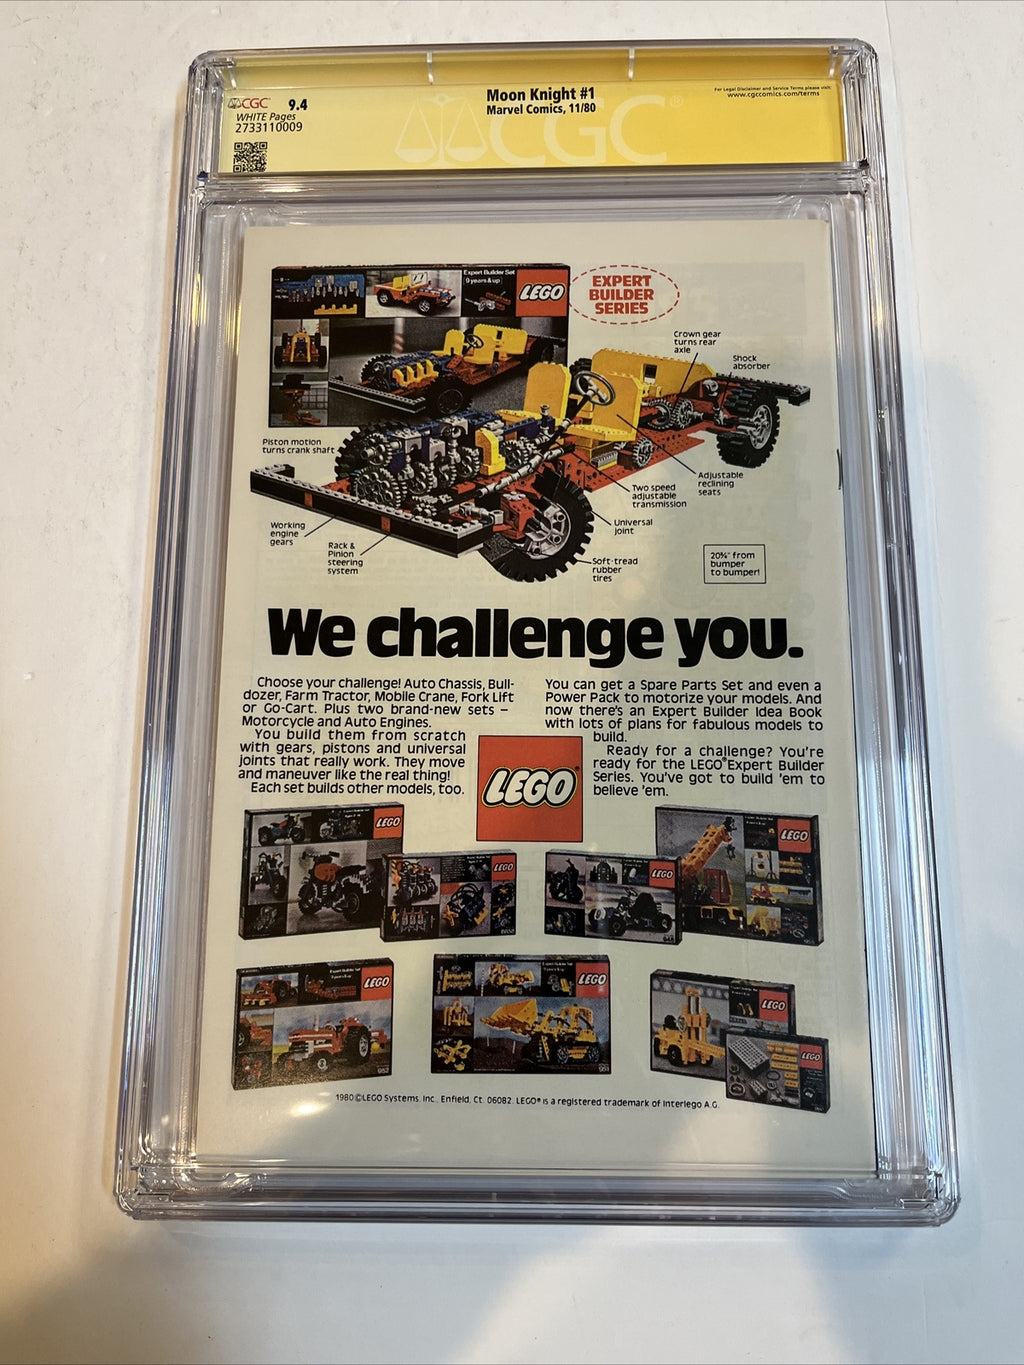 CGC 9.4
WHITE Pages
2733110009
Moon Knight #1
Marvel Comics, 11/80
For Legal Disclaimer and Service Terms please visit:
www.cgccomics.com/terms
CGC
Expert Builder Set
9 years & up
LEGO
EXPERT
BUILDER
SERIES
Crown gear
turns rear
axle
Shock
absorber
Piston motion
turns crank shaft
Adjustable
reclining
seats
Two speed
adjustable
transmission
Universal
joint
Working
engine
gears
Rack &
Pinion
steering
system
Soft-tread
rubber
tires
20¾" from
bumper
to bumper!
We challenge you.
Choose your challenge! Auto Chassis, Bull-
dozer, Farm Tractor, Mobile Crane, Fork Lift
or Go-Cart. Plus two brand-new sets –
Motorcycle and Auto Engines.
You build them from scratch
with gears, pistons and universal
joints that really work. They move
and maneuver like the real thing!
Each set builds other models, too.
You can get a Spare Parts Set and even a
Power Pack to motorize your models. And
now there's an Expert Builder Idea Book
with lots of plans for fabulous models to
build.
Ready for a challenge? You're
ready for the LEGO® Expert Builder
Series. You've got to build 'em to
believe 'em.
LEGO®
LEGO
LEGO
LEGO
LEGO
LEGO
952
LEGO
LEGO
LEGO
1980 ©LEGO Systems, Inc., Enfield, Ct. 06082. LEGO® is a registered trademark of Interlego A.G.